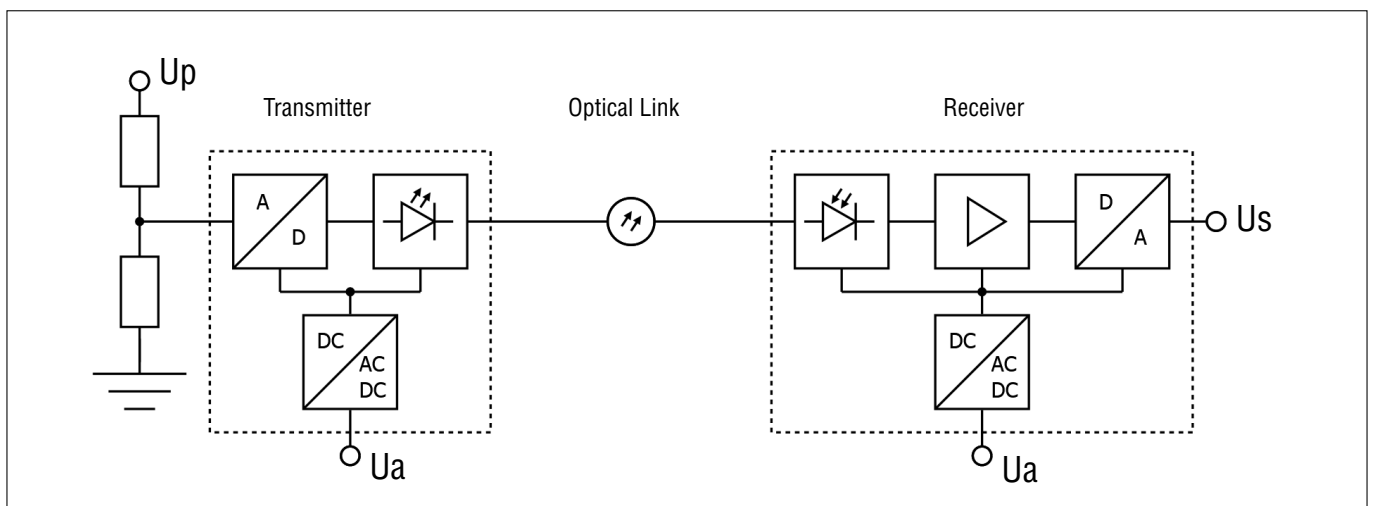 Up
Transmitter
Optical Link
Receiver
A
D
D
A
Us
DC
AC
DC
DC
AC
DC
Ua
Ua